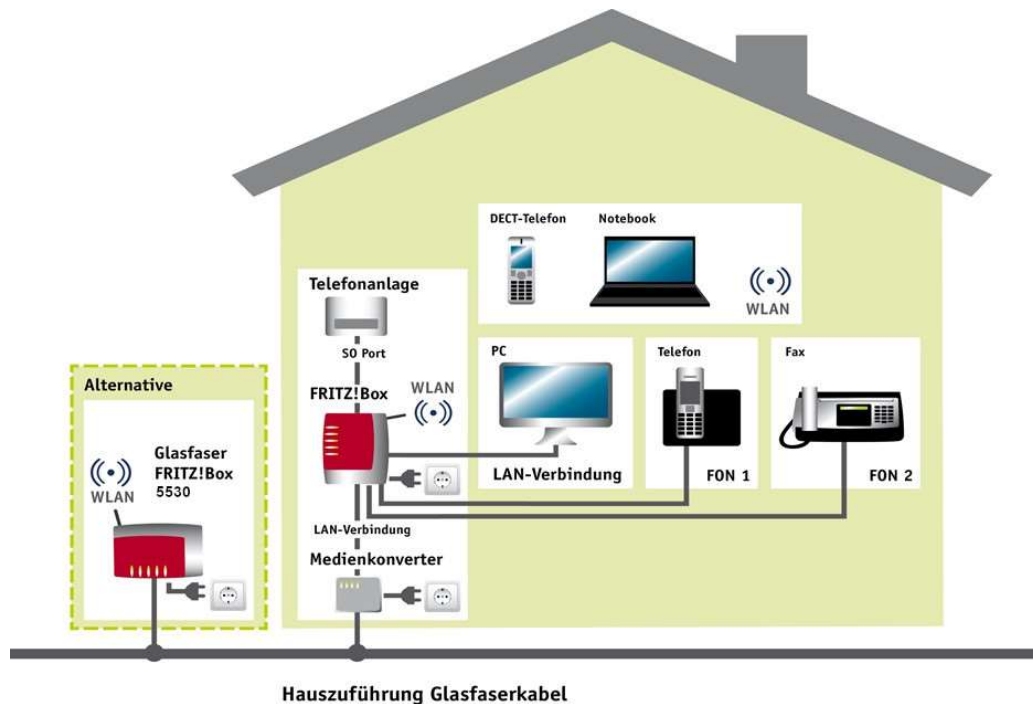 DECT-Telefon
Notebook
WLAN
Telefonanlage
SO Port
FRITZ!Box
WLAN
PC
LAN-Verbindung
Telefon
FON 1
Fax
FON 2
LAN-Verbindung
Medienkonverter
Alternative
Glasfaser
FRITZ!Box
5530
WLAN
Hauszuführung Glasfaserkabel